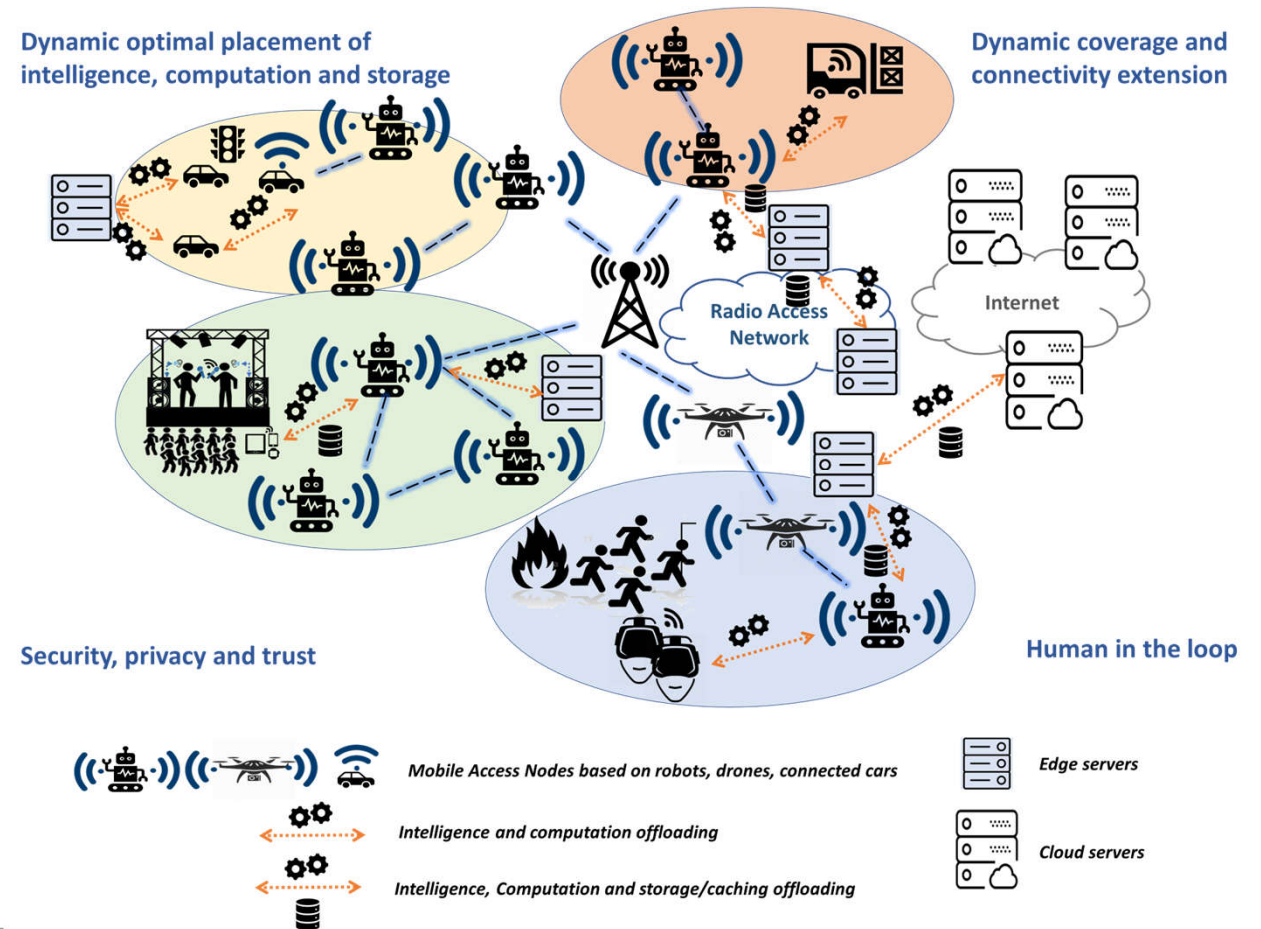 Dynamic optimal placement of
intelligence, computation and storage
Dynamic coverage and
connectivity extension
Radio Access
Network
Internet
Security, privacy and trust
Human in the loop
Mobile Access Nodes based on robots, drones, connected cars
Edge servers
Intelligence and computation offloading
Cloud servers
Intelligence, Computation and storage/caching offloading